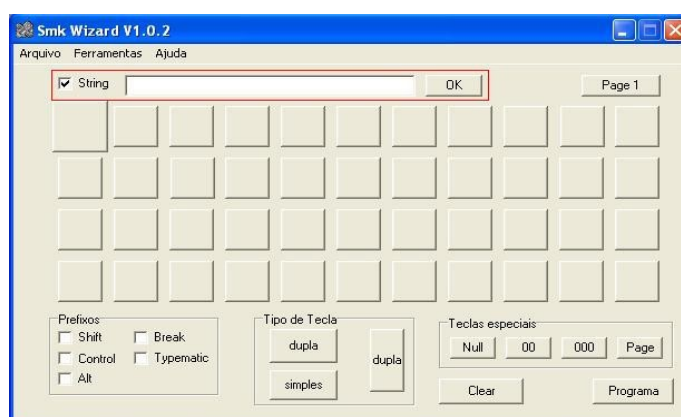 Smk Wizard V1.0.2
Arquivo Ferramentas Ajuda
String OK Page 1
Prefixos
Shift Break
Control Typematic
Alt
Tipo de Tecla
dupla
dupla
simples
Teclas especiais
Null 00 000 Page
Clear Programa